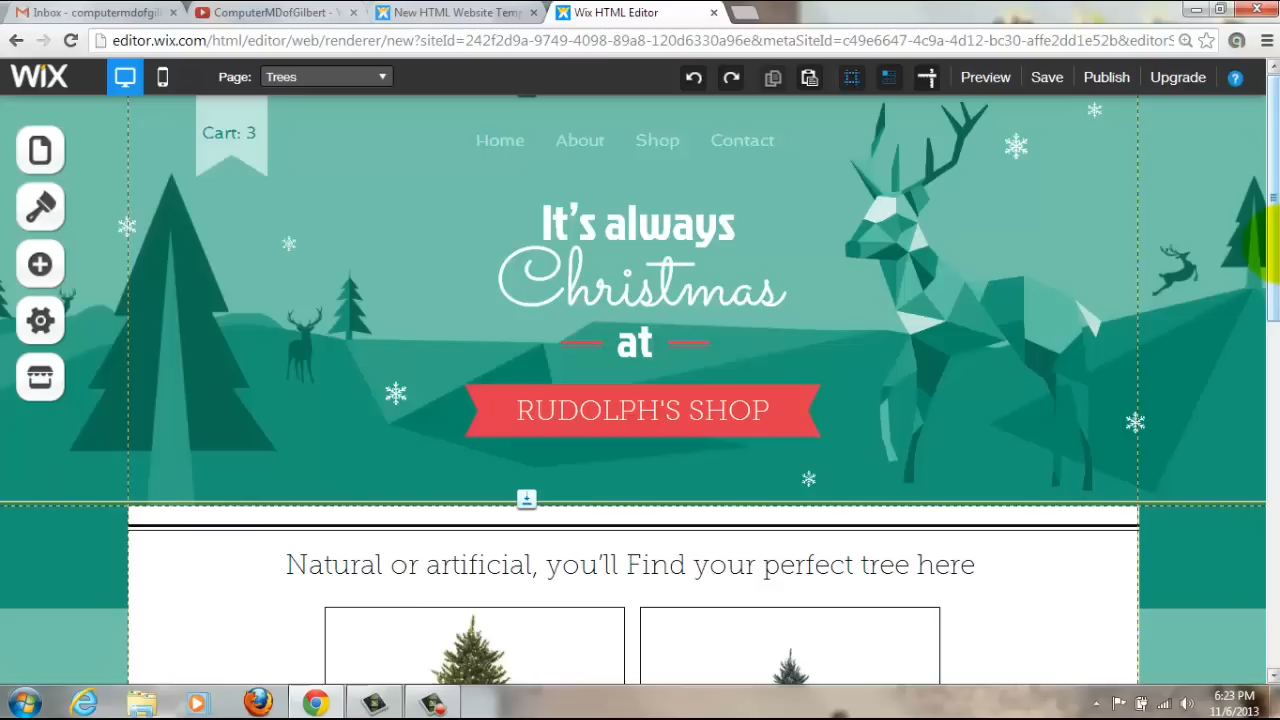 Inbox - computermdofgil
ComputerMDofGilbert - Y
New HTML Website Temp
Wix HTML Editor
editor.wix.com/html/editor/web/renderer/new?siteId=242f2d9a-9749-4098-89a8-120d6330a96e&metaSiteId=c49e6647-4c9a-4d12-bc30-affe2dd1e52b&editorS
WiX
Page:
Trees
Preview
Save
Publish
Upgrade
?
Cart: 3
Home
About
Shop
Contact
It's always
Christmas
at
RUDOLPH'S SHOP
Natural or artificial, you'll Find your perfect tree here
6:23 PM
11/6/2013